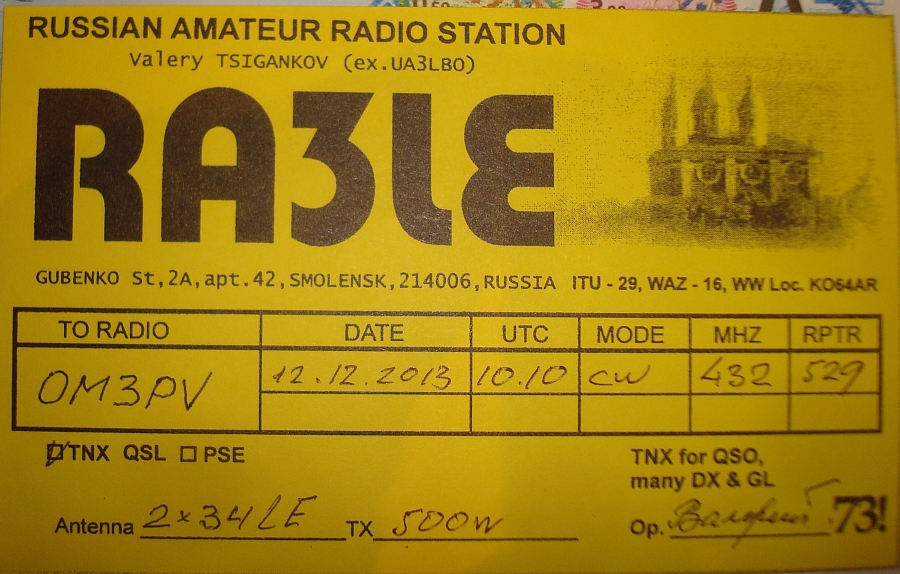 RUSSIAN AMATEUR RADIO STATION
Valery TSIGANKOV (ex.UA3LBO)
RA3LE
GUBENKO St,2A,apt.42,SMOLENSK,214006,RUSSIA ITU - 29, WAZ - 16, WW Loc. KO64AR
TO RADIO DATE UTC MODE MHZ RPTR
OM3PV 12.12.2013 10.10 CW 432 529
TNX QSL PSE
TNX for QSO,
many DX & GL
Antenna 2x34LE TX 500W Op. Валерий 73!